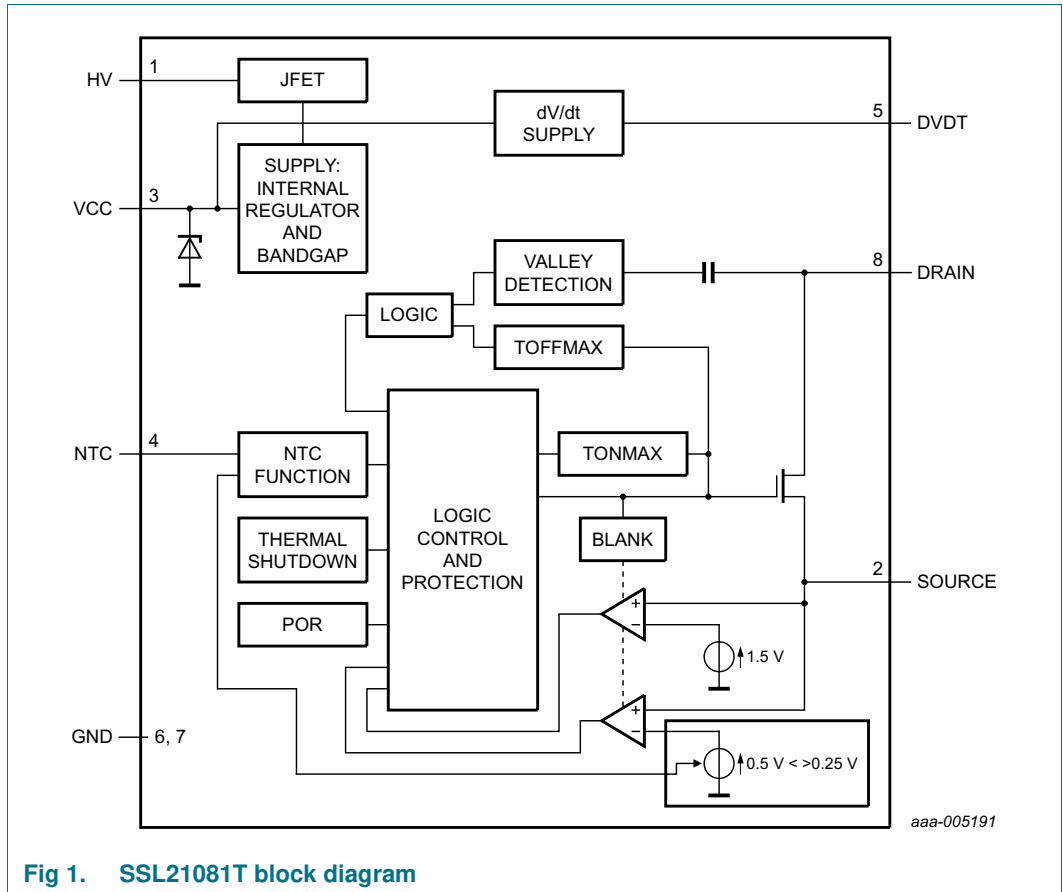 HV
1
JFET
dV/dt
SUPPLY
5
DVDT
SUPPLY:
INTERNAL
REGULATOR
AND
BANDGAP
VCC
3
VALLEY
DETECTION
8
DRAIN
LOGIC
TOFFMAX
NTC
4
NTC
FUNCTION
TONMAX
LOGIC
CONTROL
AND
PROTECTION
BLANK
THERMAL
SHUTDOWN
2
SOURCE
POR
+
−
1.5 V
+
−
0.5 V < >0.25 V
GND
6, 7
aaa-005191
Fig 1. SSL21081T block diagram